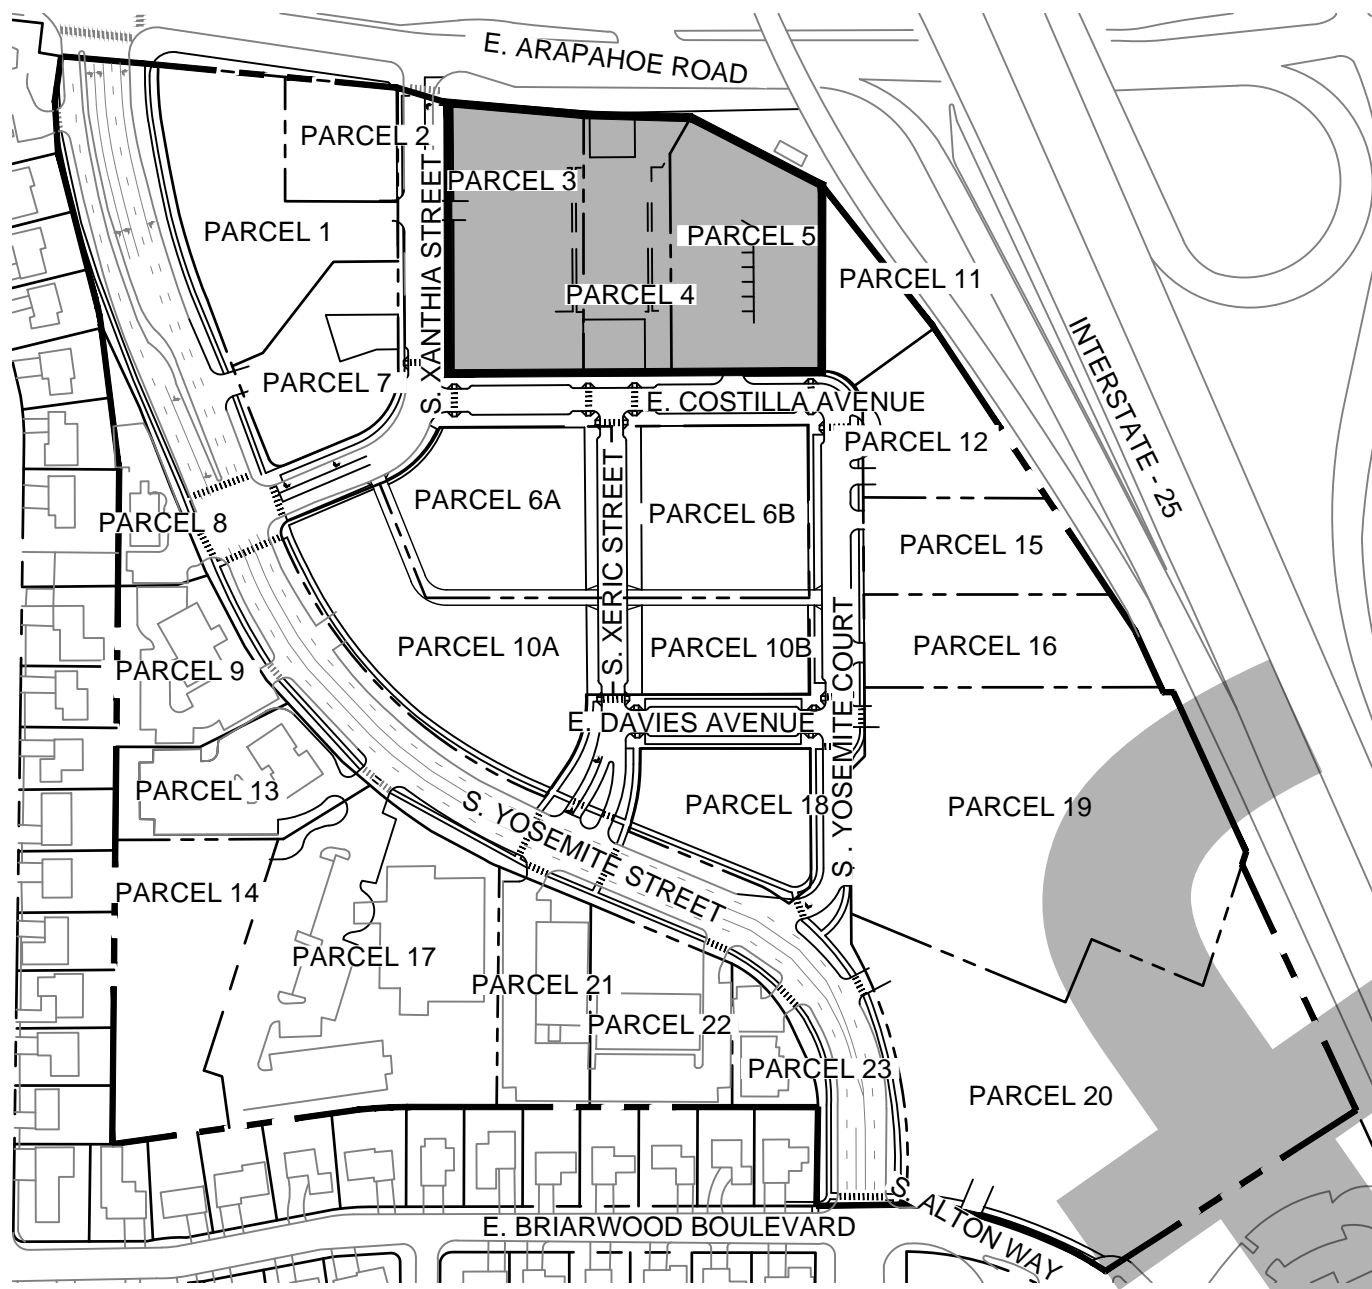 E. ARAPAHOE ROAD
PARCEL 2
PARCEL 3
PARCEL 1
PARCEL 5
S. XANTHIA STREET
PARCEL 11
PARCEL 4
INTERSTATE - 25
PARCEL 7
E. COSTILLA AVENUE
PARCEL 12
PARCEL 6A
PARCEL 6B
PARCEL 8
S. XERIC STREET
PARCEL 15
PARCEL 10A
PARCEL 10B
PARCEL 16
PARCEL 9
S. YOSEMITE COURT
E. DAVIES AVENUE
PARCEL 13
PARCEL 18
PARCEL 19
S. YOSEMITE STREET
PARCEL 14
PARCEL 17
PARCEL 21
PARCEL 22
PARCEL 23
PARCEL 20
S. ALTON WAY
E. BRIARWOOD BOULEVARD